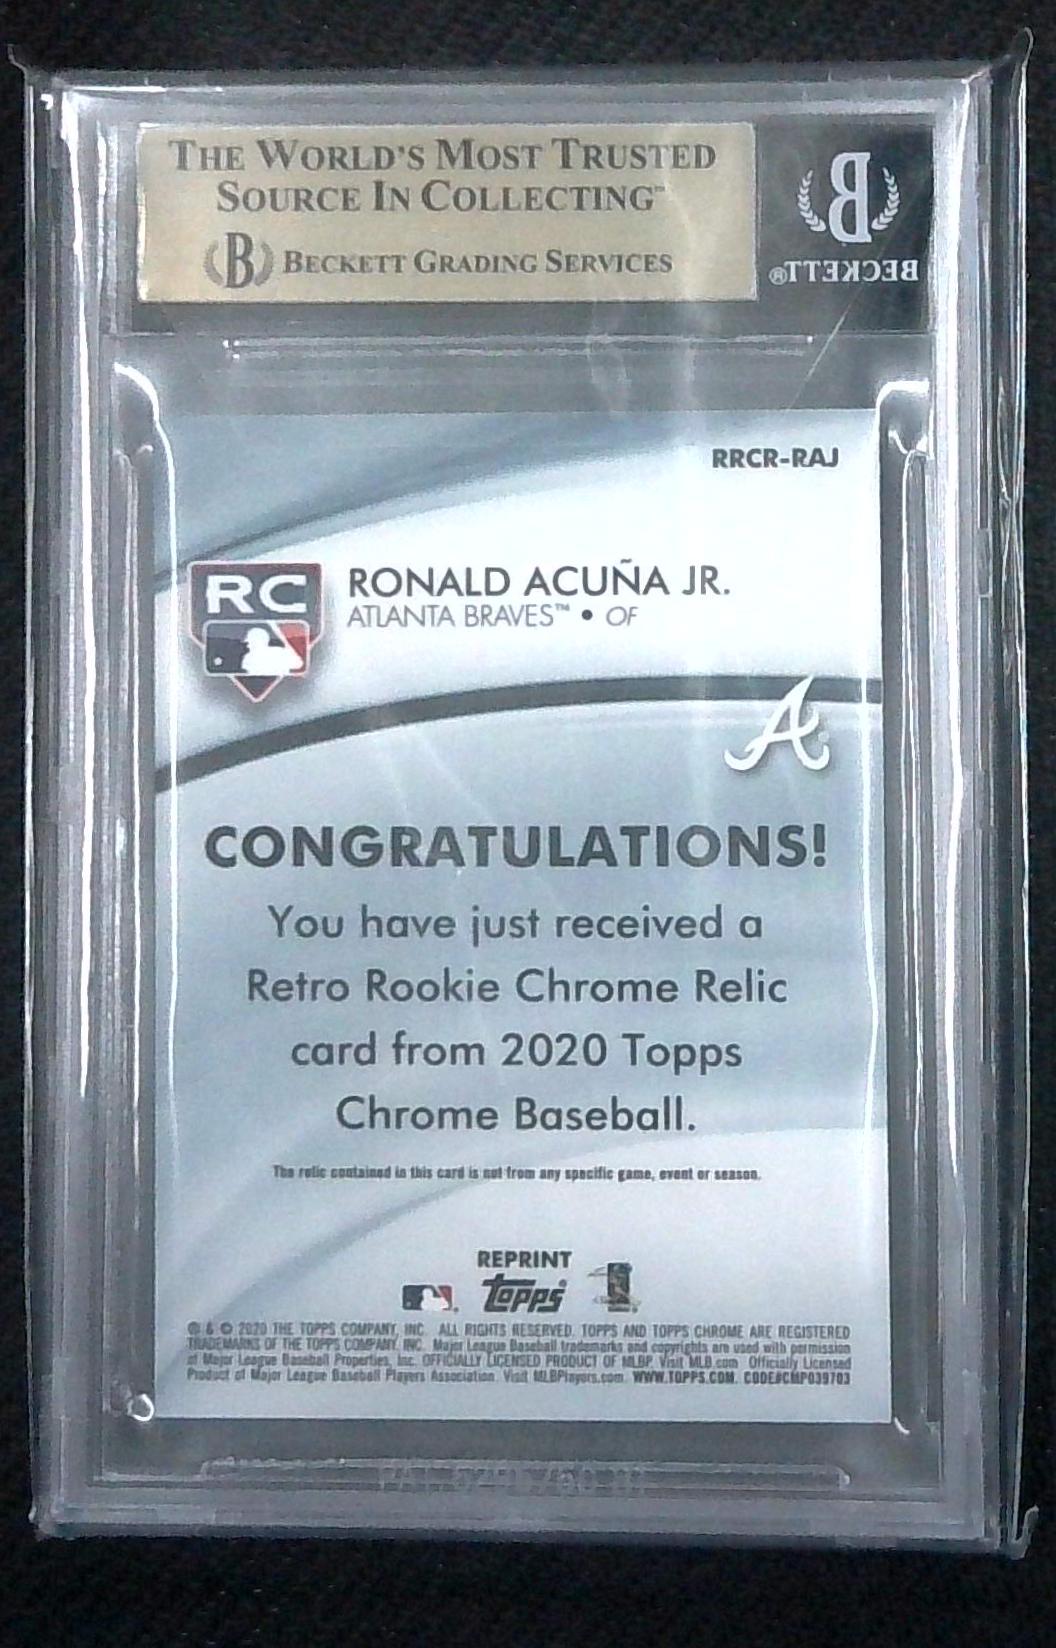 THE WORLD'S MOST TRUSTED
SOURCE IN COLLECTING™
B BECKETT GRADING SERVICES
B
BECKETT®
RRCR-RAJ
RC
RONALD ACUÑA JR.
ATLANTA BRAVES™ • OF
A
CONGRATULATIONS!
You have just received a
Retro Rookie Chrome Relic
card from 2020 Topps
Chrome Baseball.
The relic contained in this card is not from any specific game, event or season.
REPRINT
Topps
® & © 2020 THE TOPPS COMPANY, INC. ALL RIGHTS RESERVED. TOPPS AND TOPPS CHROME ARE REGISTERED
TRADEMARKS OF THE TOPPS COMPANY, INC. Major League Baseball trademarks and copyrights are used with permission
of Major League Baseball Properties, Inc. OFFICIALLY LICENSED PRODUCT OF MLBP. Visit MLB.com Officially Licensed
Product of Major League Baseball Players Association. Visit MLBPlayers.com. WWW.TOPPS.COM. CODE#CMP039703